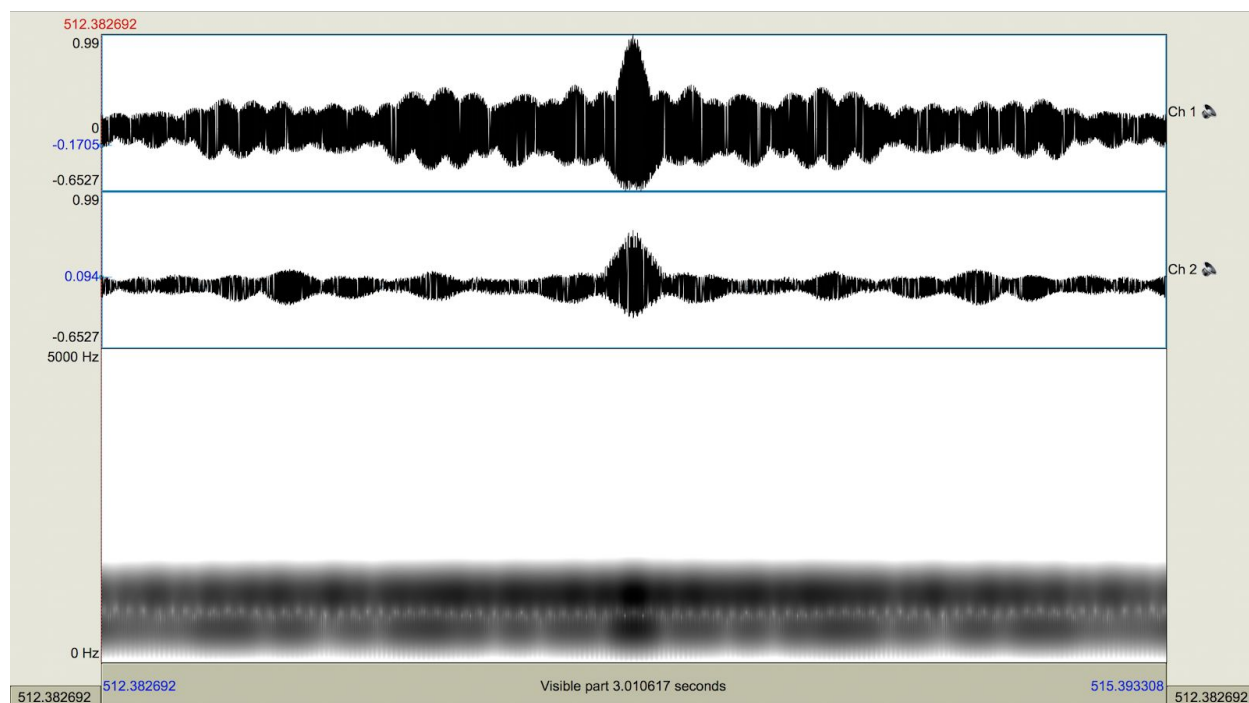 512.382692
0.99
0
-0.1705
-0.6527
Ch 1
0.99
0.094
-0.6527
Ch 2
5000 Hz
0 Hz
512.382692 Visible part 3.010617 seconds 515.393308
512.382692 512.382692